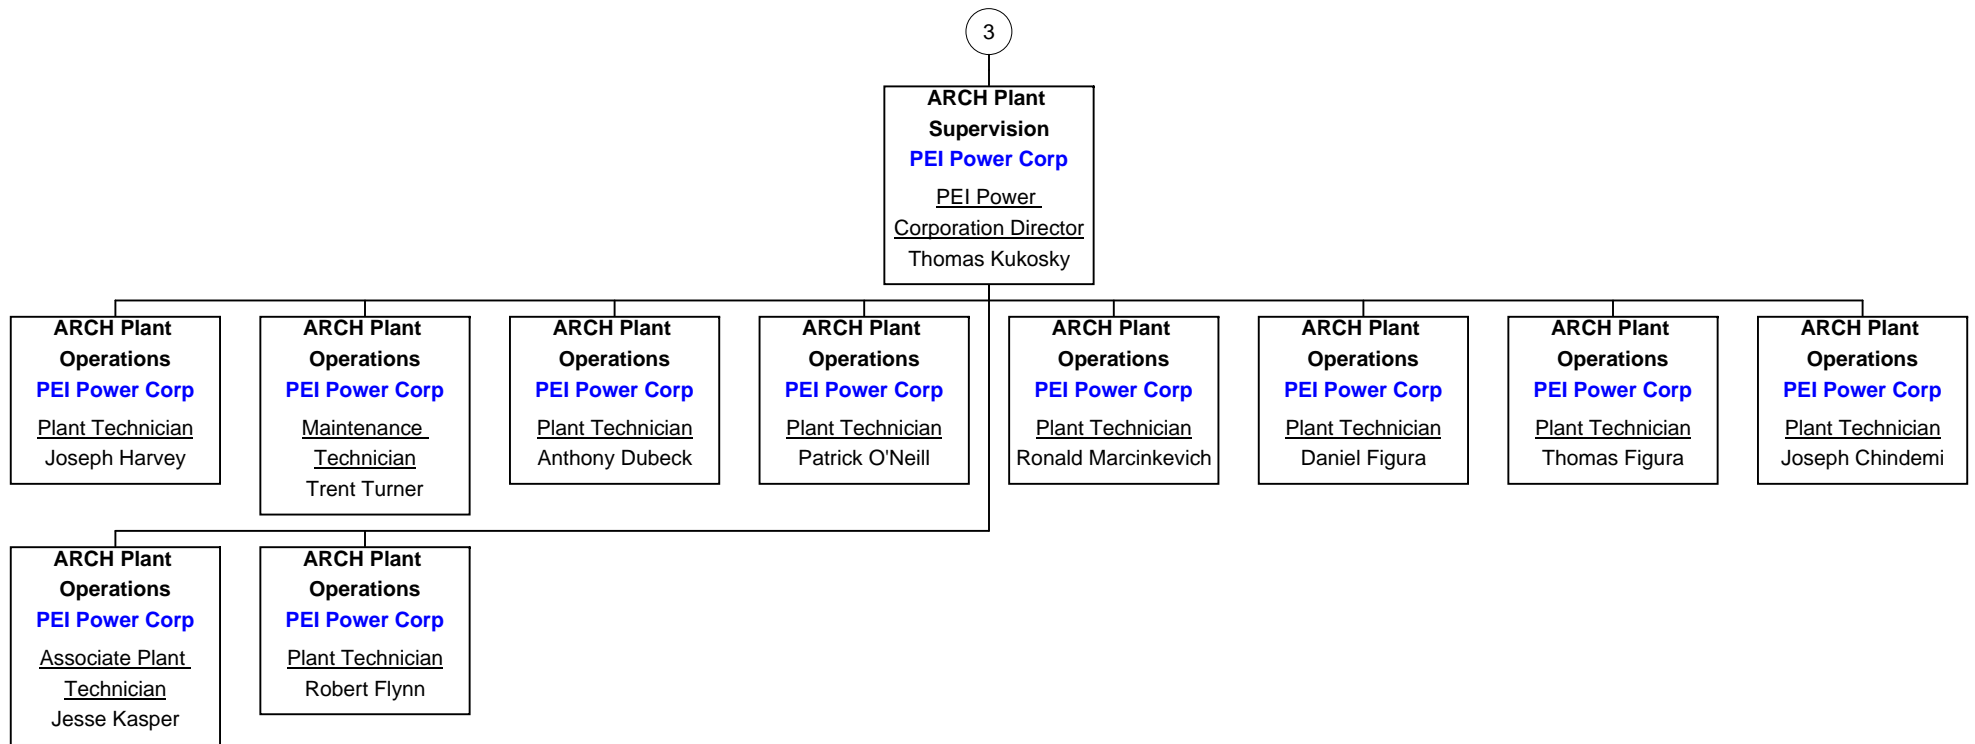 3
ARCH Plant
Supervision
PEI Power Corp
PEI Power
Corporation Director
Thomas Kukosky
ARCH Plant
Operations
PEI Power Corp
Plant Technician
Joseph Harvey
ARCH Plant
Operations
PEI Power Corp
Maintenance
Technician
Trent Turner
ARCH Plant
Operations
PEI Power Corp
Plant Technician
Anthony Dubeck
ARCH Plant
Operations
PEI Power Corp
Plant Technician
Patrick O'Neill
ARCH Plant
Operations
PEI Power Corp
Plant Technician
Ronald Marcinkevich
ARCH Plant
Operations
PEI Power Corp
Plant Technician
Daniel Figura
ARCH Plant
Operations
PEI Power Corp
Plant Technician
Thomas Figura
ARCH Plant
Operations
PEI Power Corp
Plant Technician
Joseph Chindemi
ARCH Plant
Operations
PEI Power Corp
Associate Plant
Technician
Jesse Kasper
ARCH Plant
Operations
PEI Power Corp
Plant Technician
Robert Flynn